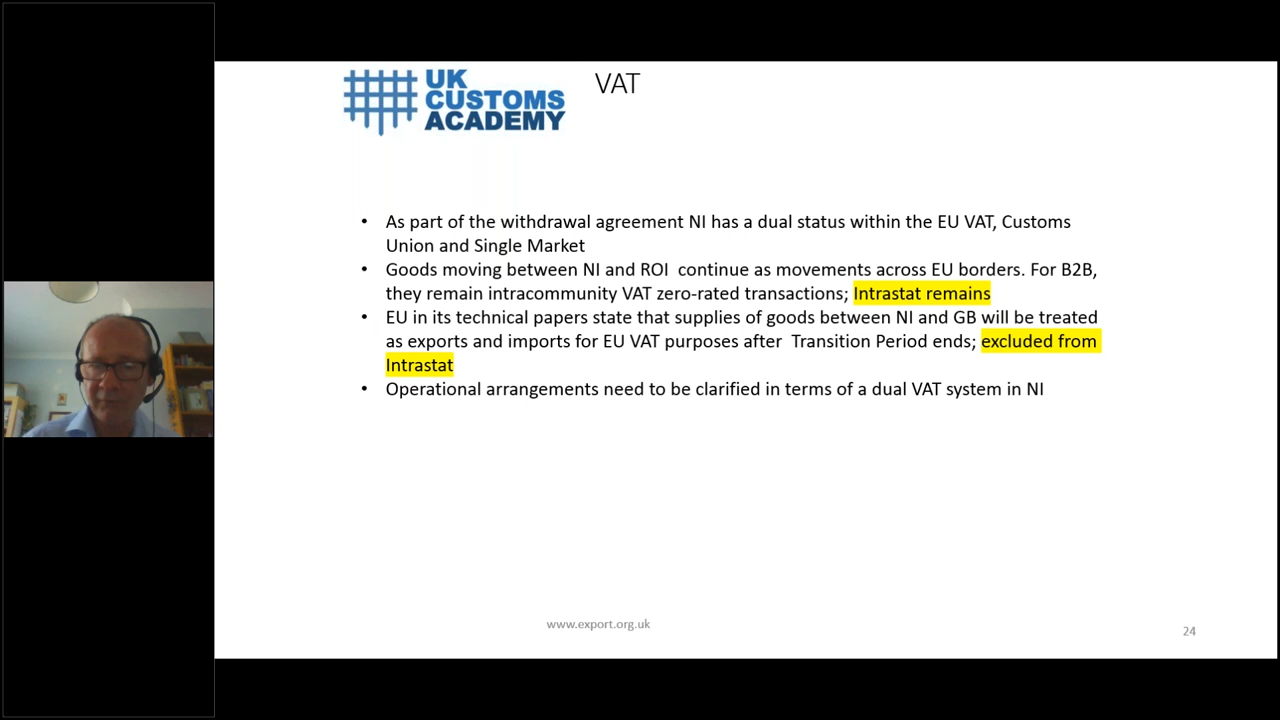 UK
CUSTOMS
ACADEMY
VAT
• As part of the withdrawal agreement NI has a dual status within the EU VAT, Customs
Union and Single Market
• Goods moving between NI and ROI  continue as movements across EU borders. For B2B,
they remain intracommunity VAT zero-rated transactions; Intrastat remains
• EU in its technical papers state that supplies of goods between NI and GB will be treated
as exports and imports for EU VAT purposes after  Transition Period ends; excluded from
Intrastat
• Operational arrangements need to be clarified in terms of a dual VAT system in NI
www.export.org.uk
24